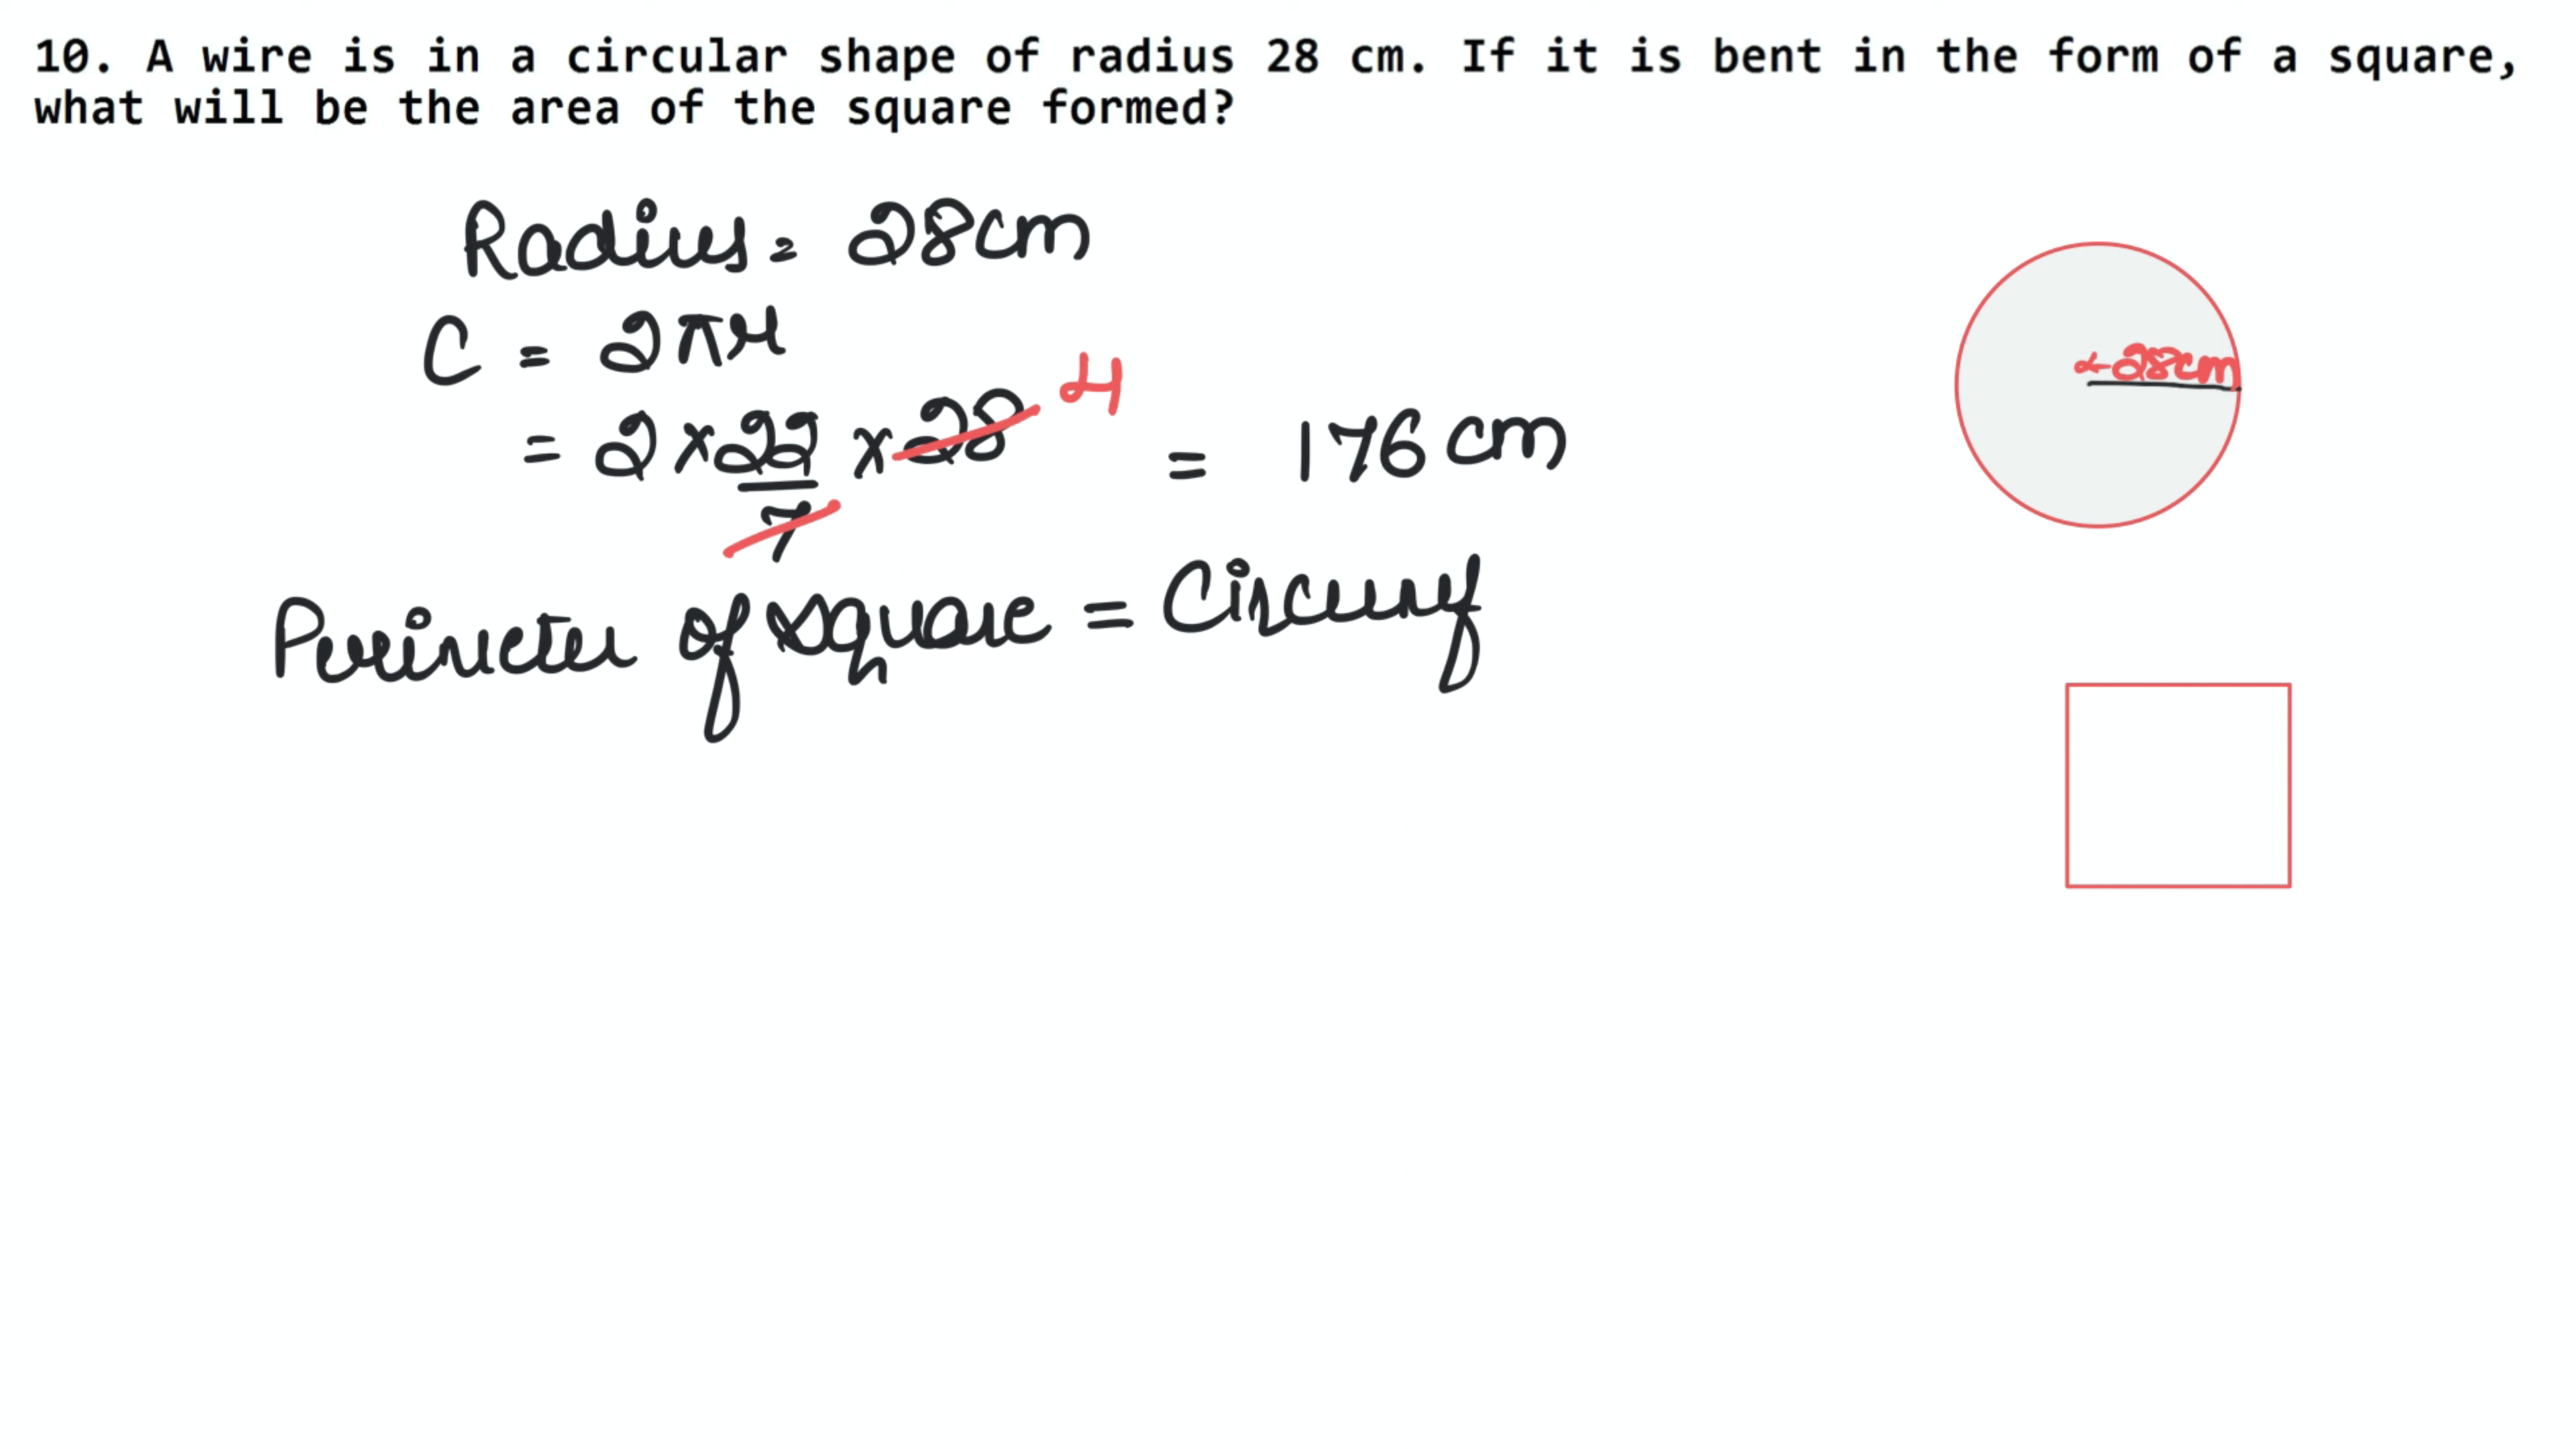 10. A wire is in a circular shape of radius 28 cm. If it is bent in the form of a square,
what will be the area of the square formed?
Radius = 28cm
C = 2πr
= 2 × 22/7 × 28 4 = 176 cm
28cm
Perimeter of square =